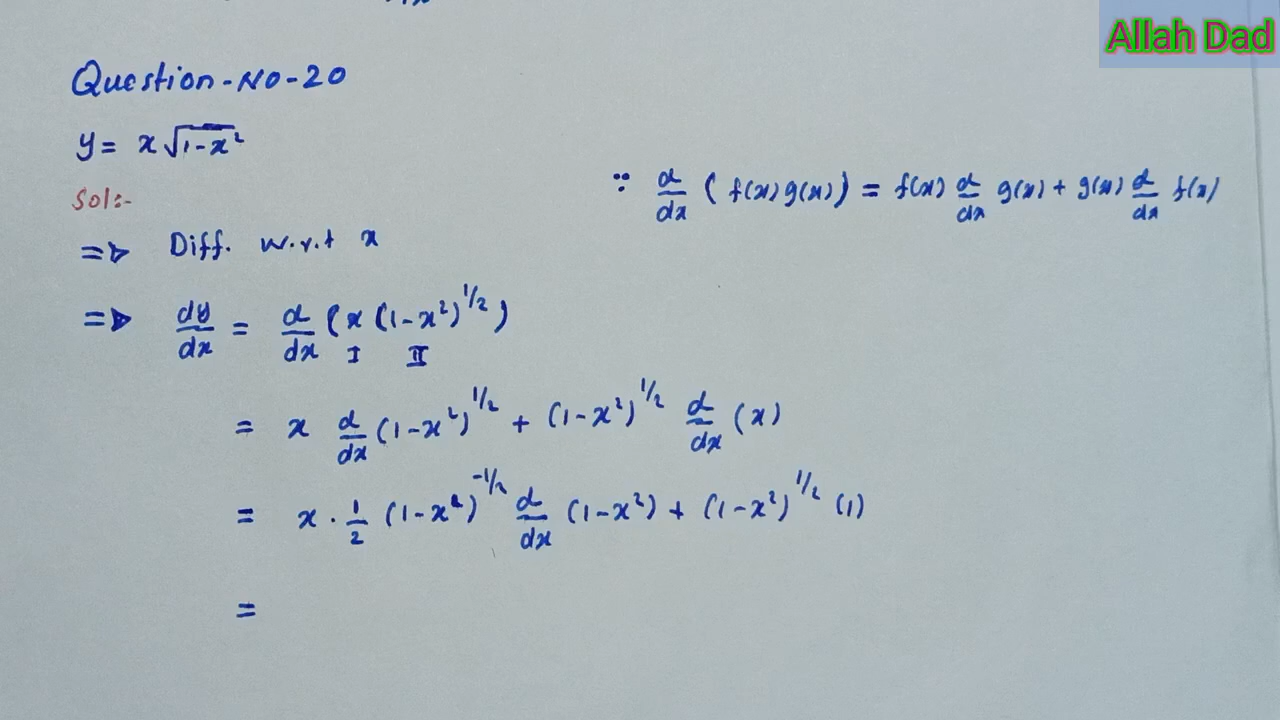 Allah Dad
Question-No-20
y = x √(1-x²)
Sol:-
∵ d/dx (f(x)g(x)) = f(x) d/dx g(x) + g(x) d/dx f(x)
=> Diff. w.r.t x
=> dy/dx = d/dx (x (1-x²)^1/2)
I II
= x d/dx (1-x²)^1/2 + (1-x²)^1/2 d/dx (x)
= x · 1/2 (1-x²)^-1/2 d/dx (1-x²) + (1-x²)^1/2 (1)
=